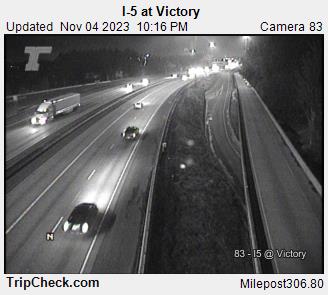 I-5 at Victory
Updated Nov 04 2023 10:16 PM Camera 83
T
N
83 - I5 @ Victory
TripCheck.com Milepost306.80